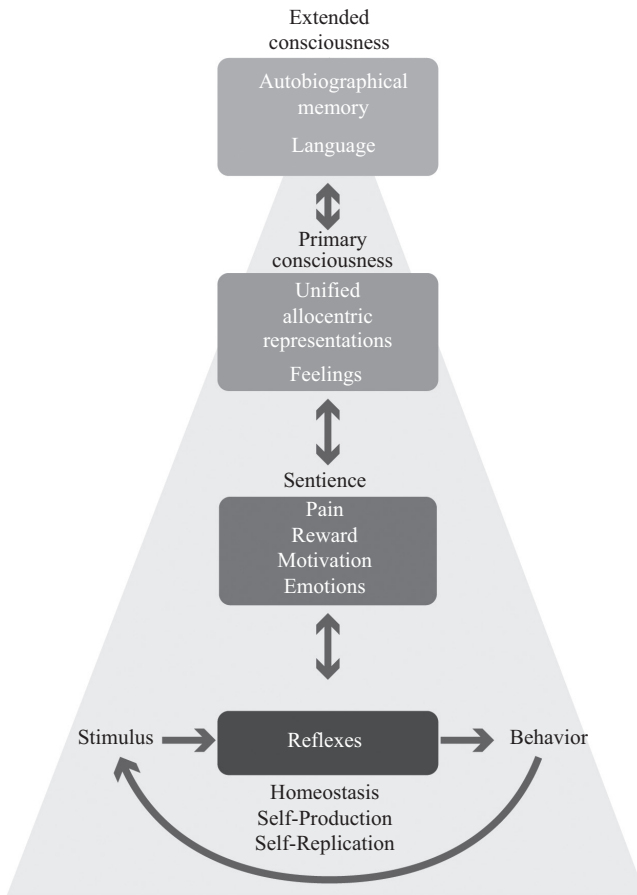 Extended
consciousness
Autobiographical
memory
Language
Primary
consciousness
Unified
allocentric
representations
Feelings
Sentience
Pain
Reward
Motivation
Emotions
Stimulus
Reflexes
Behavior
Homeostasis
Self-Production
Self-Replication